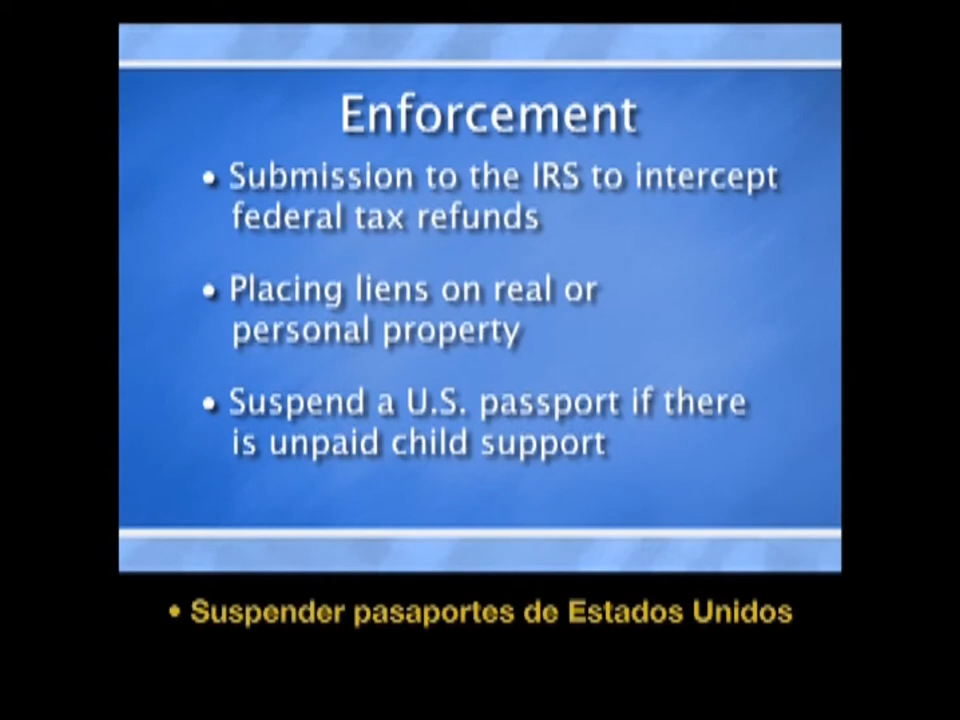 Enforcement
• Submission to the IRS to intercept
federal tax refunds
• Placing liens on real or
personal property
• Suspend a U.S. passport if there
is unpaid child support
• Suspender pasaportes de Estados Unidos